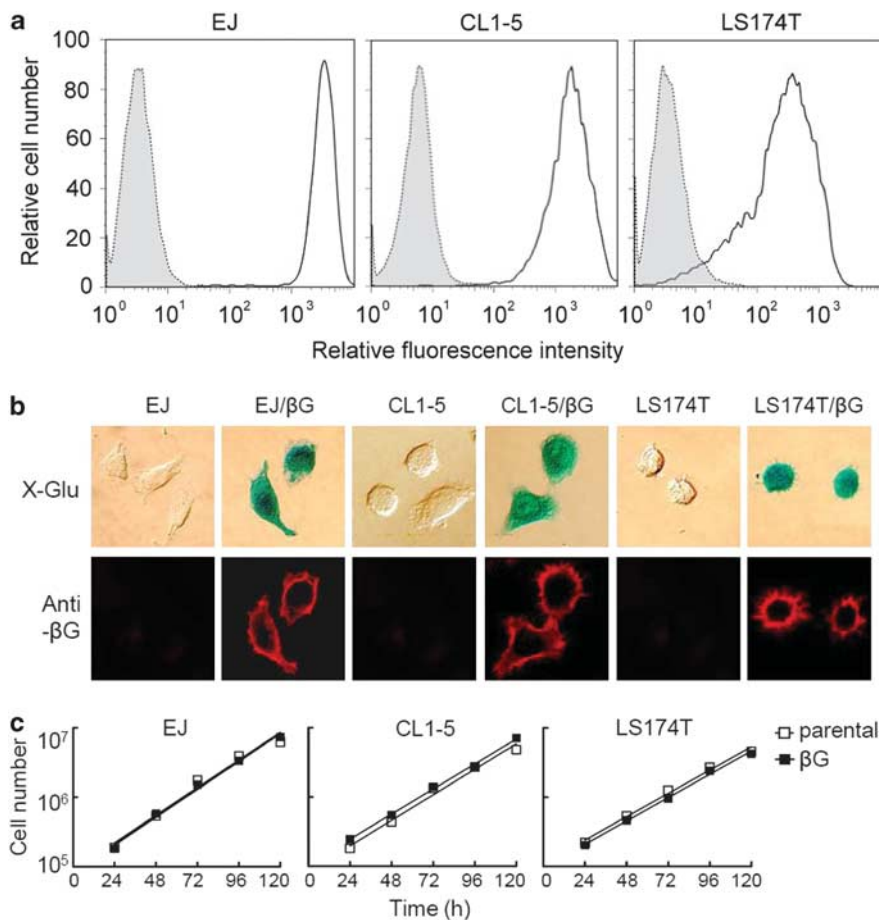 a
EJ CL1-5 LS174T
Relative cell number
100
80
60
40
20
0
10⁰ 10¹ 10² 10³ 10⁰ 10¹ 10² 10³ 10⁰ 10¹ 10² 10³
Relative fluorescence intensity
b
EJ EJ/βG CL1-5 CL1-5/βG LS174T LS174T/βG
X-Glu
Anti
-βG
c
EJ CL1-5 LS174T
parental
βG
Cell number
10⁷
10⁶
10⁵
0 24 48 72 96 120 0 24 48 72 96 120 0 24 48 72 96 120
Time (h)